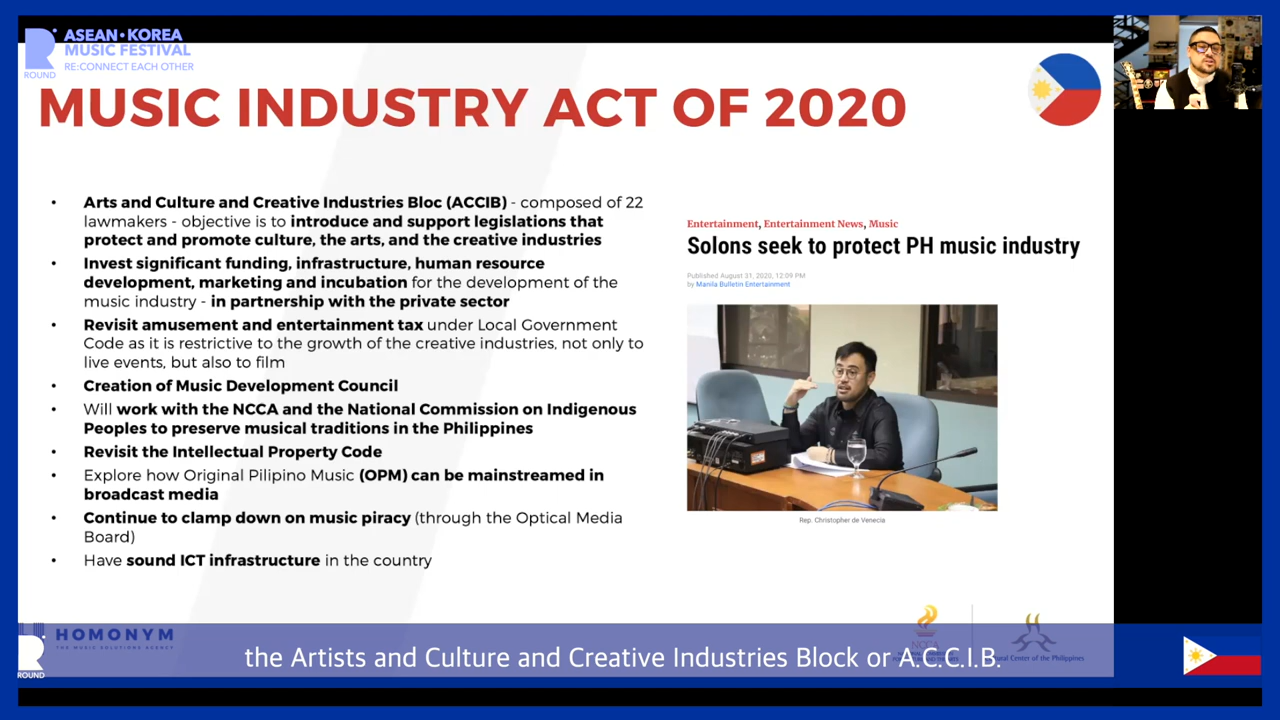 ASEAN•KOREA
MUSIC FESTIVAL
RE:CONNECT EACH OTHER
ROUND
MUSIC INDUSTRY ACT OF 2020
• Arts and Culture and Creative Industries Bloc (ACCIB) - composed of 22
lawmakers - objective is to introduce and support legislations that
protect and promote culture, the arts, and the creative industries
• Invest significant funding, infrastructure, human resource
development, marketing and incubation for the development of the
music industry - in partnership with the private sector
• Revisit amusement and entertainment tax under Local Government
Code as it is restrictive to the growth of the creative industries, not only to
live events, but also to film
• Creation of Music Development Council
• Will work with the NCCA and the National Commission on Indigenous
Peoples to preserve musical traditions in the Philippines
• Revisit the Intellectual Property Code
• Explore how Original Pilipino Music (OPM) can be mainstreamed in
broadcast media
• Continue to clamp down on music piracy (through the Optical Media
Board)
• Have sound ICT infrastructure in the country
Entertainment, Entertainment News, Music
Solons seek to protect PH music industry
Published August 31, 2020, 12:09 PM
by Manila Bulletin Entertainment
Rep. Christopher de Venecia
HOMONYM
THE MUSIC SOLUTIONS AGENCY
ROUND
NCCA
Center of the Philippines
the Artists and Culture and Creative Industries Block or A.C.C.I.B.